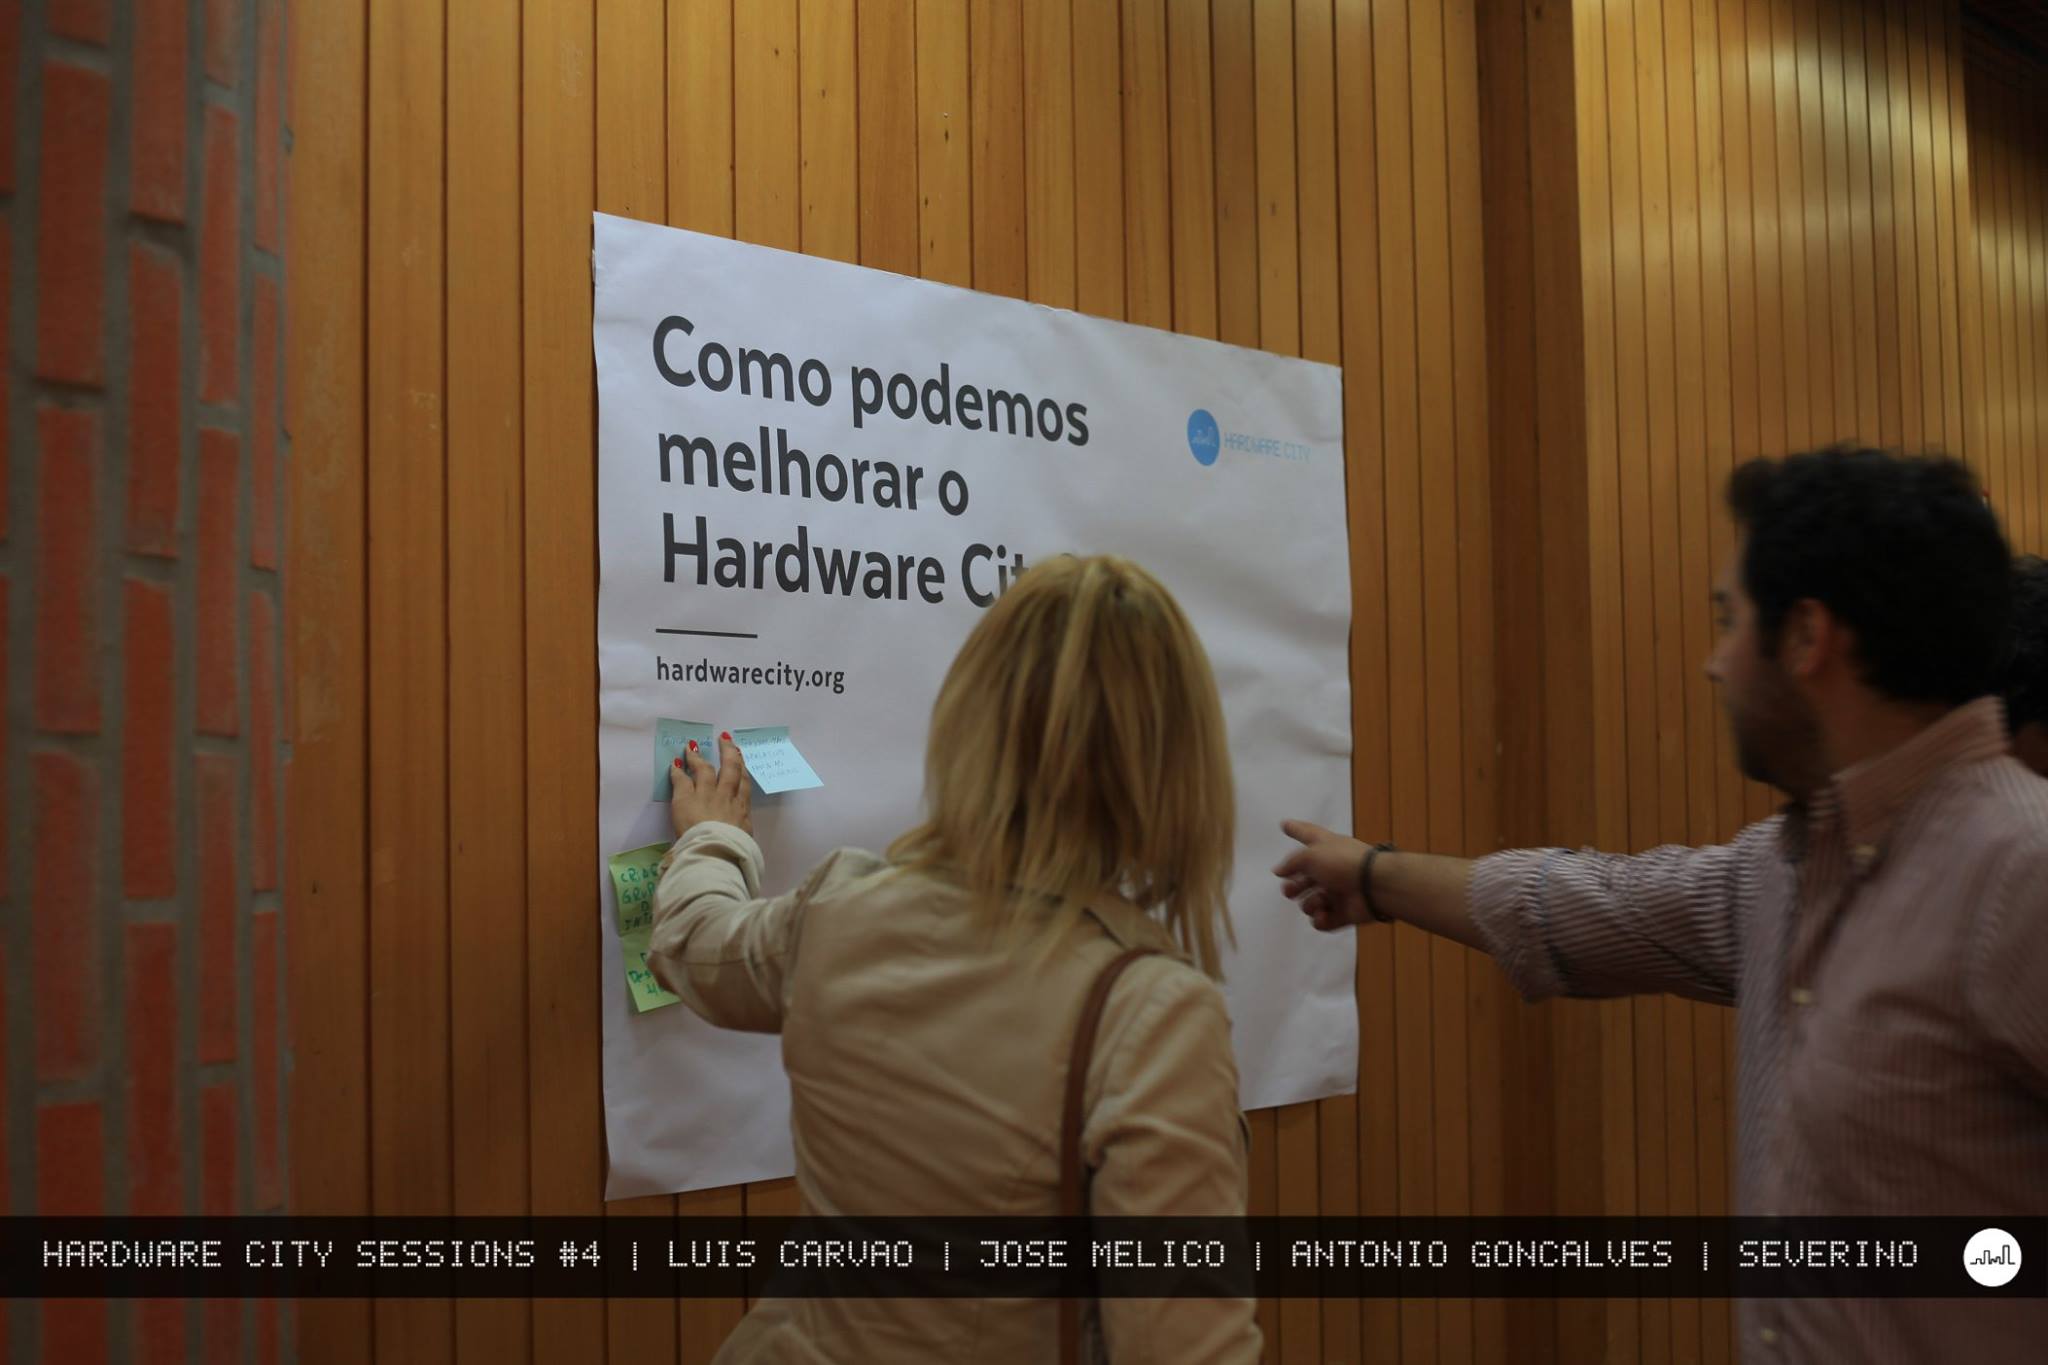 Como podemos
melhorar o
Hardware
HARDWARE CITY
hardwarecity.org
HARDWARE CITY SESSIONS #4 | LUIS CARVAO | JOSE MELICO | ANTONIO GONCALVES | SEVERINO